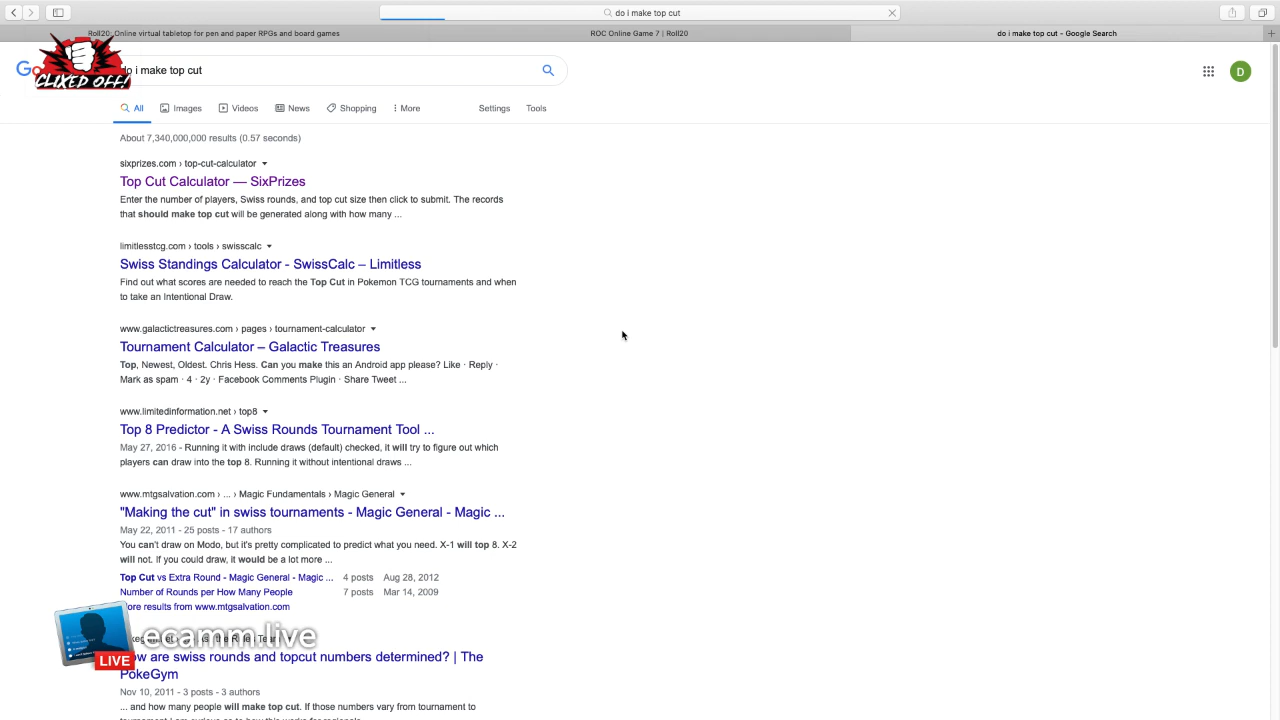 do i make top cut
Roll20: Online virtual tabletop for pen and paper RPGs and board games
ROC Online Game 7 | Roll20
do i make top cut - Google Search
Go
CLIXED OFF!
do i make top cut
D
All
Images
Videos
News
Shopping
More
Settings
Tools
About 7,340,000,000 results (0.57 seconds)
sixprizes.com › top-cut-calculator
Top Cut Calculator — SixPrizes
Enter the number of players, Swiss rounds, and top cut size then click to submit. The records
that should make top cut will be generated along with how many ...
limitlesstcg.com › tools › swisscalc
Swiss Standings Calculator - SwissCalc – Limitless
Find out what scores are needed to reach the Top Cut in Pokemon TCG tournaments and when
to take an Intentional Draw.
www.galactictreasures.com › pages › tournament-calculator
Tournament Calculator – Galactic Treasures
Top, Newest, Oldest. Chris Hess. Can you make this an Android app please? Like · Reply ·
Mark as spam · 4 · 2y · Facebook Comments Plugin · Share Tweet ...
www.limitedinformation.net › top8
Top 8 Predictor - A Swiss Rounds Tournament Tool ...
May 27, 2016 - Running it with include draws (default) checked, it will try to figure out which
players can draw into the top 8. Running it without intentional draws ...
www.mtgsalvation.com › ... › Magic Fundamentals › Magic General
"Making the cut" in swiss tournaments - Magic General - Magic ...
May 22, 2011 - 25 posts - 17 authors
You can't draw on Modo, but it's pretty complicated to predict what you need. X-1 will top 8. X-2
will not. If you could draw, it would be a lot more ...
Top Cut vs Extra Round - Magic General - Magic ... 4 posts Aug 28, 2012
Number of Rounds per How Many People 7 posts Mar 14, 2009
ore results from www.mtgsalvation.com
ecamm.live
LIVE
ow are swiss rounds and topcut numbers determined? | The
PokeGym
Nov 10, 2011 - 3 posts - 3 authors
... and how many people will make top cut. If those numbers vary from tournament to